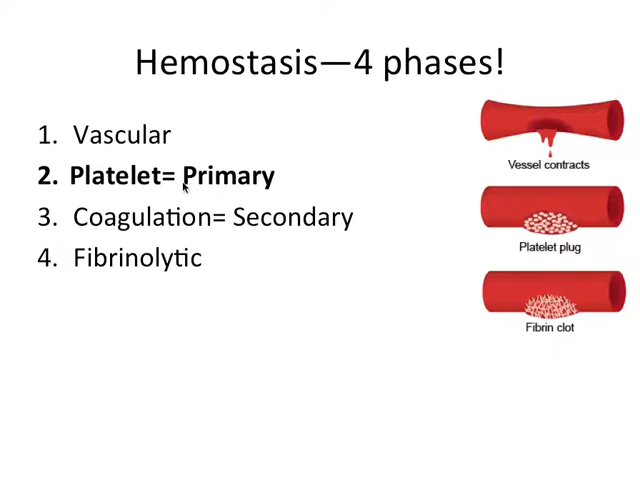 Hemostasis—4 phases!
1. Vascular
2. Platelet= Primary
3. Coagulation= Secondary
4. Fibrinolytic
Vessel contracts
Platelet plug
Fibrin clot